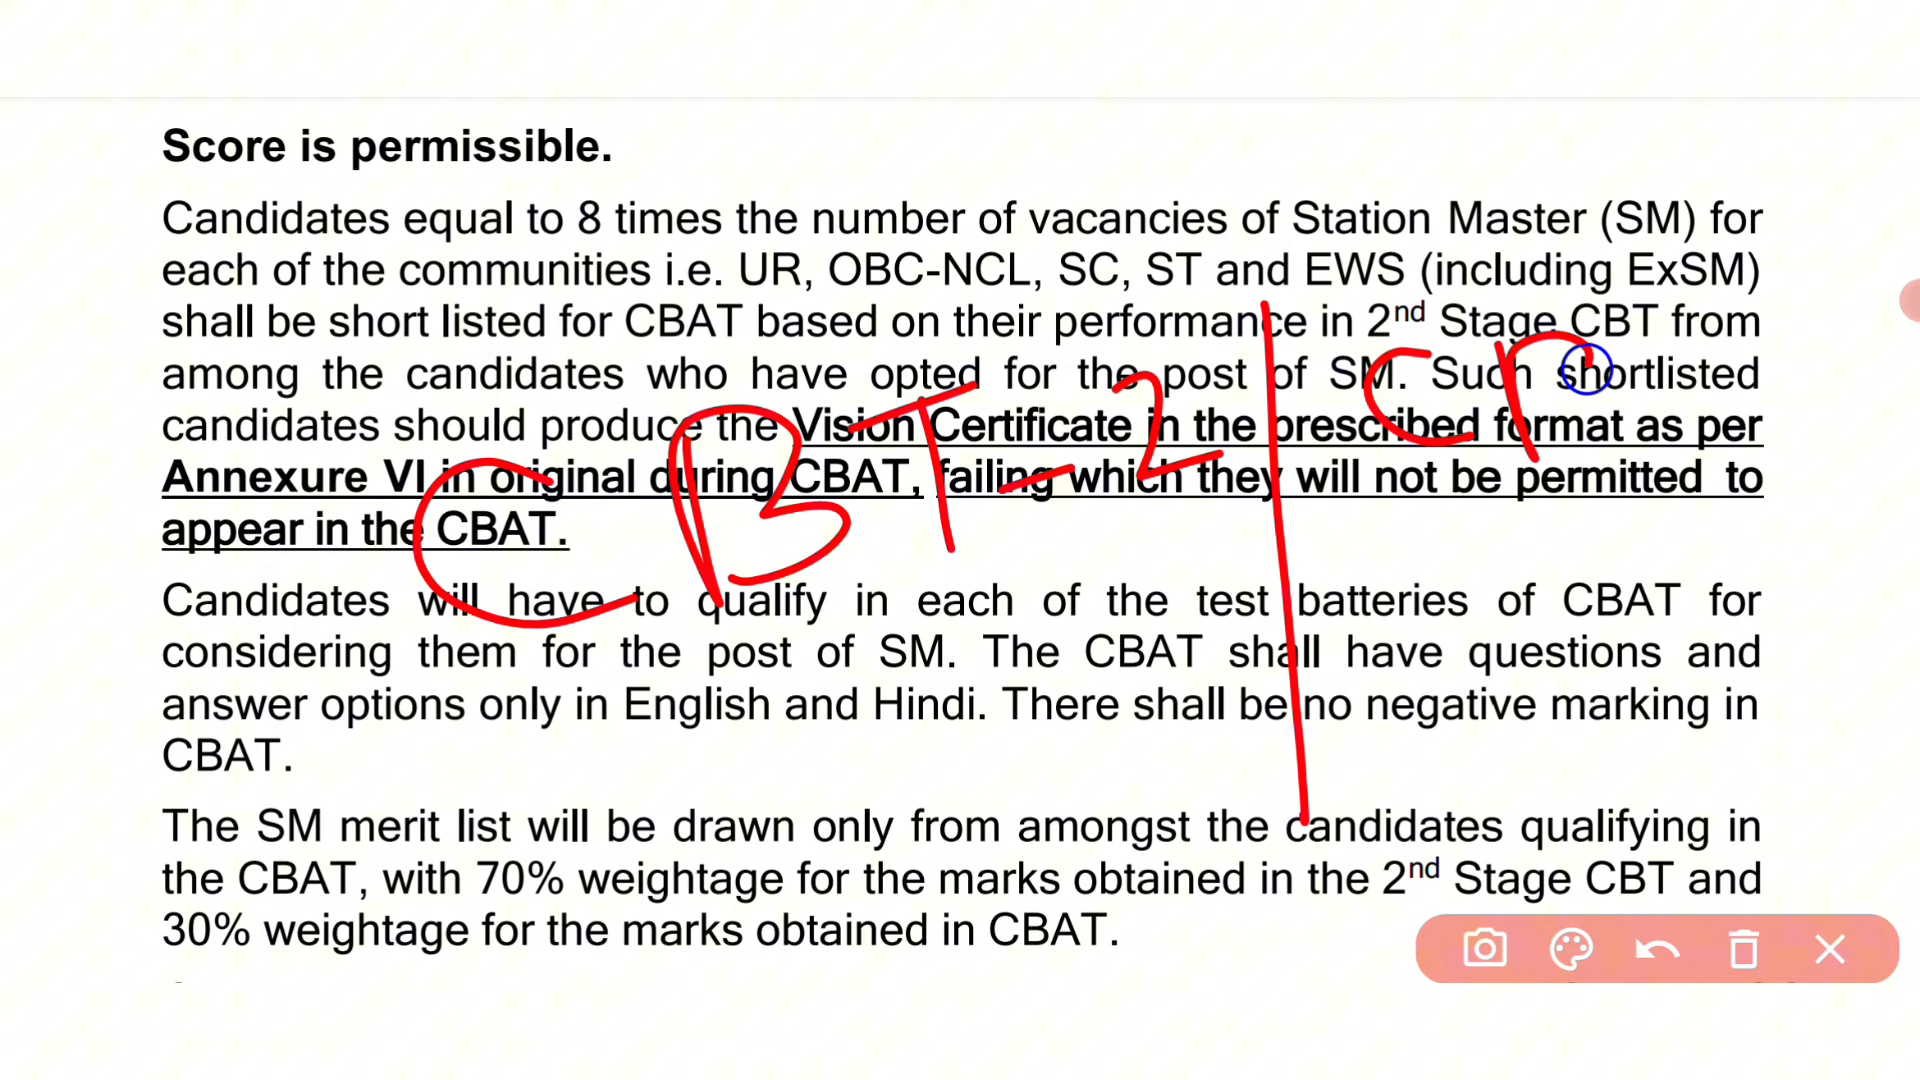 Score is permissible.
Candidates equal to 8 times the number of vacancies of Station Master (SM) for
each of the communities i.e. UR, OBC-NCL, SC, ST and EWS (including ExSM)
shall be short listed for CBAT based on their performance in 2nd Stage CBT from
among the candidates who have opted for the post of SM. Such shortlisted
candidates should produce the Vision Certificate in the prescribed format as per
Annexure VI in original during CBAT, failing which they will not be permitted to
appear in the CBAT.
CBT-2
Candidates will have to qualify in each of the test batteries of CBAT for
considering them for the post of SM. The CBAT shall have questions and
answer options only in English and Hindi. There shall be no negative marking in
CBAT.
The SM merit list will be drawn only from amongst the candidates qualifying in
the CBAT, with 70% weightage for the marks obtained in the 2nd Stage CBT and
30% weightage for the marks obtained in CBAT.